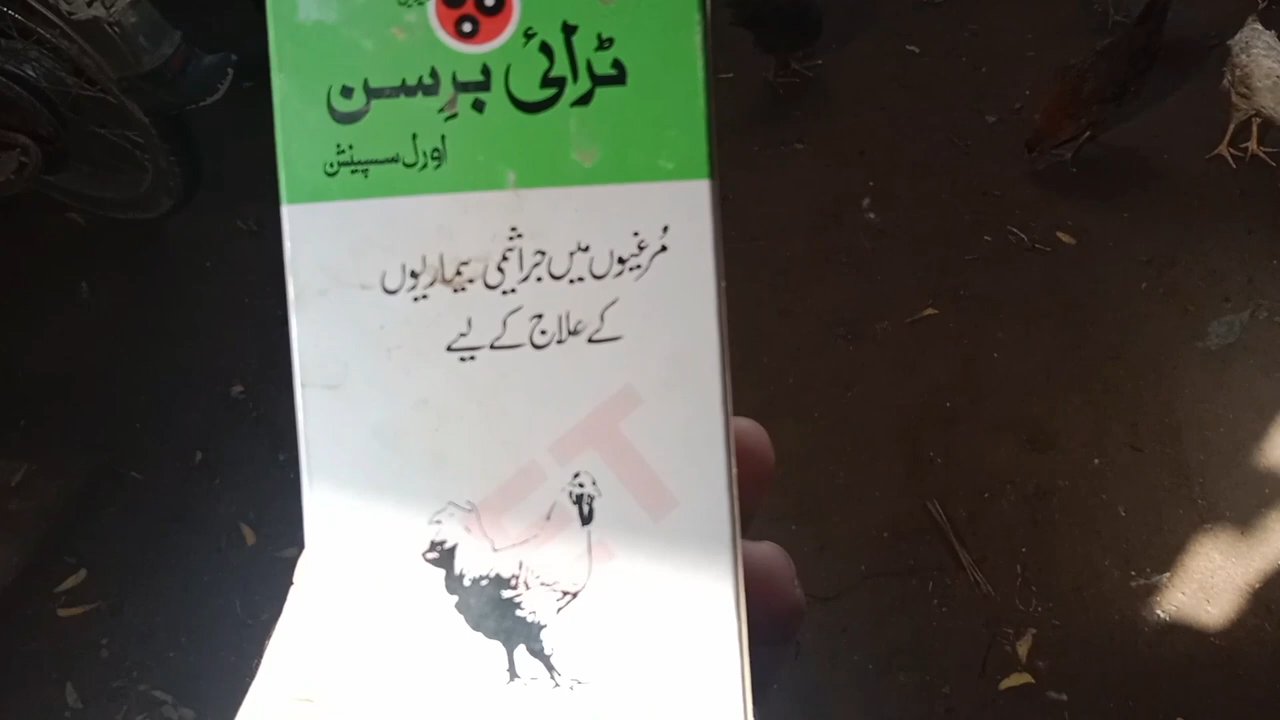 ٹرائی برسن
اورل سسپینشن
مُرغیوں میں جراثیمی بیماریوں
کے علاج کے لیے